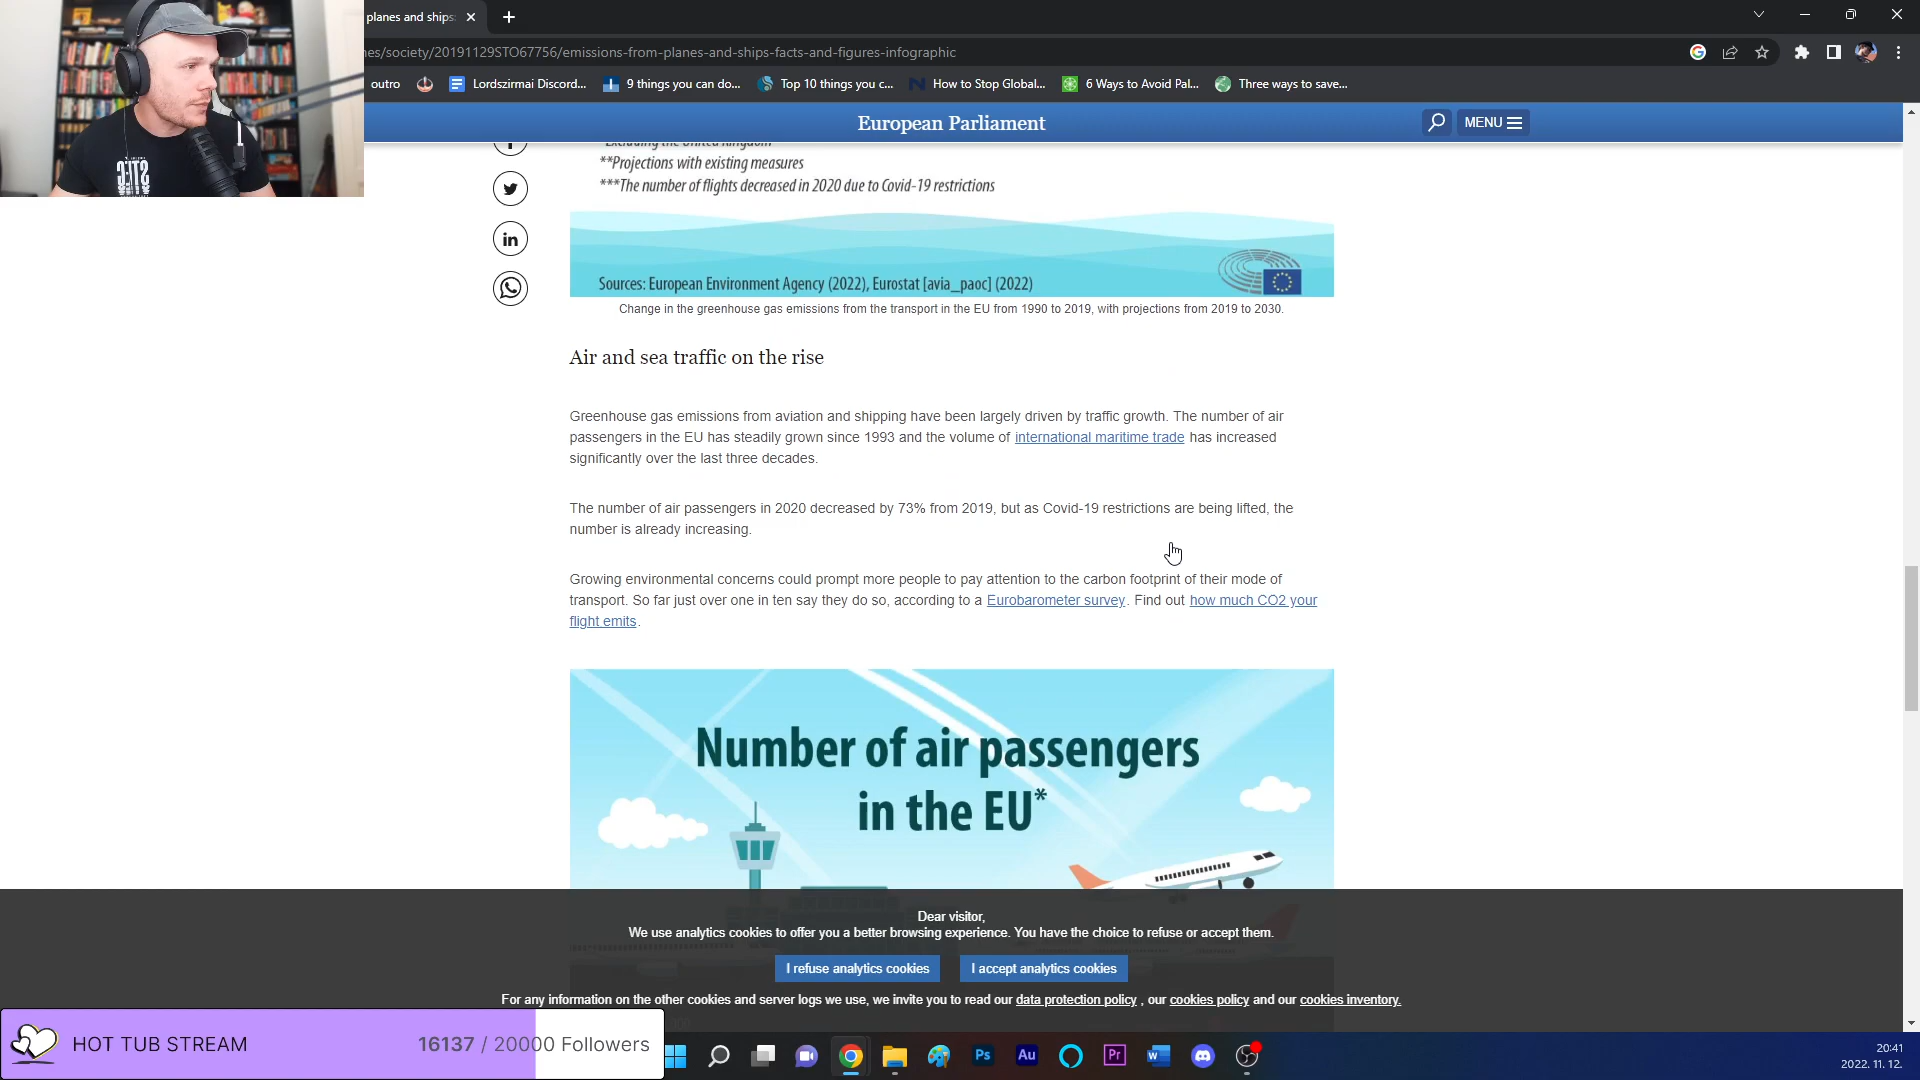 planes and ships:
nes/society/20191129STO67756/emissions-from-planes-and-ships-facts-and-figures-infographic
outro
Lordszirmai Discord...
9 things you can do...
Top 10 things you c...
How to Stop Global...
6 Ways to Avoid Pal...
Three ways to save...
European Parliament
MENU
*Excluding the United Kingdom
**Projections with existing measures
***The number of flights decreased in 2020 due to Covid-19 restrictions
Sources: European Environment Agency (2022), Eurostat [avia_paoc] (2022)
Change in the greenhouse gas emissions from the transport in the EU from 1990 to 2019, with projections from 2019 to 2030.
Air and sea traffic on the rise
Greenhouse gas emissions from aviation and shipping have been largely driven by traffic growth. The number of air
passengers in the EU has steadily grown since 1993 and the volume of international maritime trade has increased
significantly over the last three decades.
The number of air passengers in 2020 decreased by 73% from 2019, but as Covid-19 restrictions are being lifted, the
number is already increasing.
Growing environmental concerns could prompt more people to pay attention to the carbon footprint of their mode of
transport. So far just over one in ten say they do so, according to a Eurobarometer survey. Find out how much CO2 your
flight emits.
Number of air passengers
in the EU*
Dear visitor,
We use analytics cookies to offer you a better browsing experience. You have the choice to refuse or accept them.
I refuse analytics cookies
I accept analytics cookies
For any information on the other cookies and server logs we use, we invite you to read our data protection policy , our cookies policy and our cookies inventory.
HOT TUB STREAM
16137 / 20000 Followers
Ps
Au
Pr
20:41
2022. 11. 12.